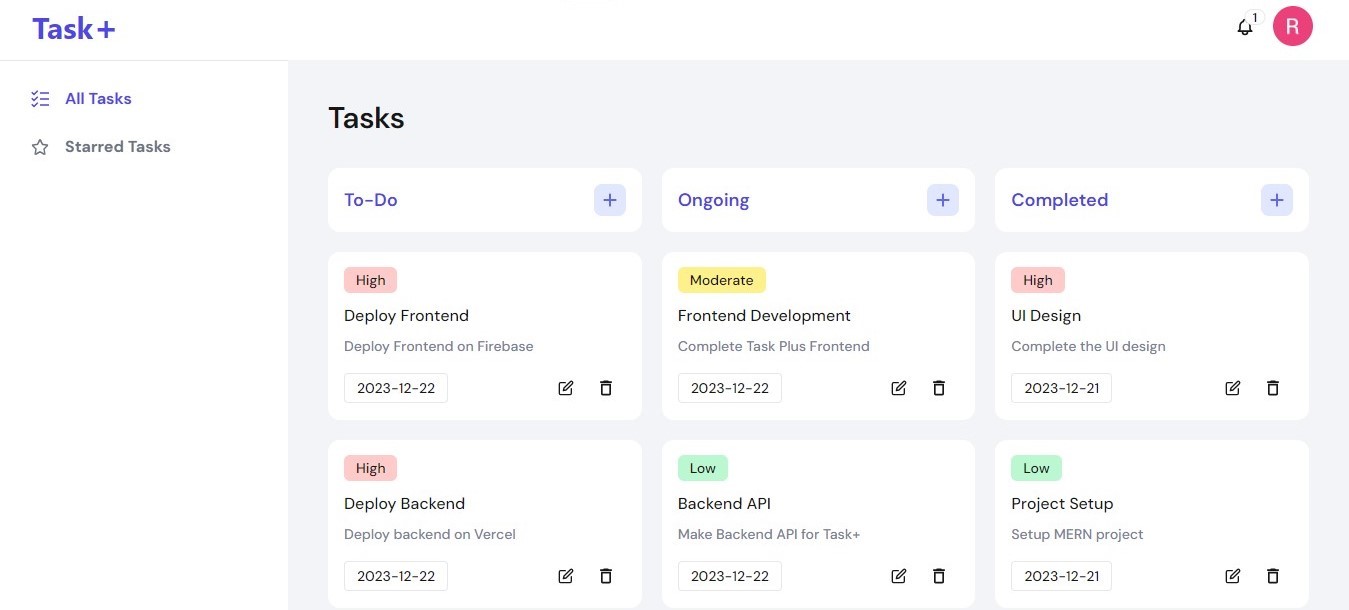 Task+
1
R
All Tasks
Starred Tasks
Tasks
To-Do
+
Ongoing
+
Completed
+
High
Deploy Frontend
Deploy Frontend on Firebase
2023-12-22
Moderate
Frontend Development
Complete Task Plus Frontend
2023-12-22
High
UI Design
Complete the UI design
2023-12-21
High
Deploy Backend
Deploy backend on Vercel
2023-12-22
Low
Backend API
Make Backend API for Task+
2023-12-22
Low
Project Setup
Setup MERN project
2023-12-21